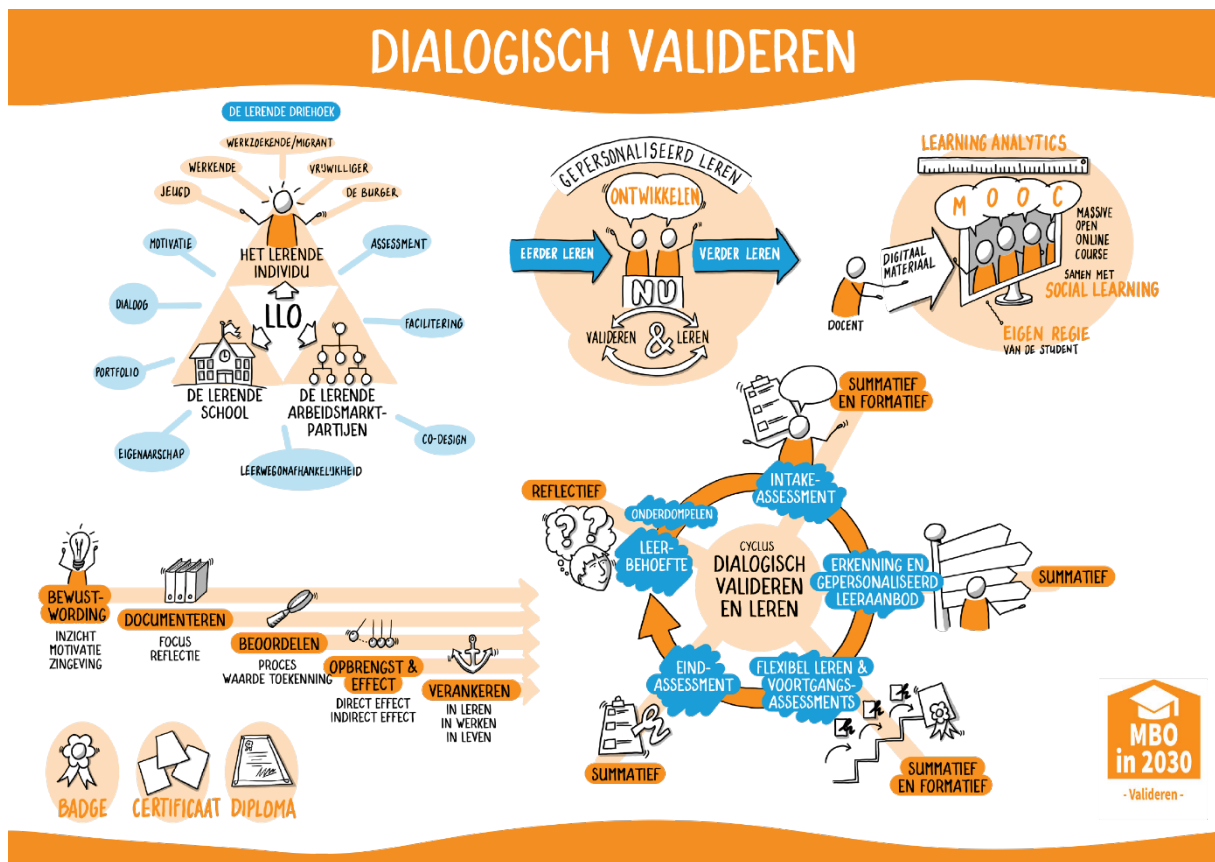 DIALOGISCH VALIDEREN
DE LERENDE DRIEHOEK
WERKZOEKENDE/MIGRANT
WERKENDE
VRIJWILLIGER
JEUGD
DE BURGER
MOTIVATIE
ASSESSMENT
HET LERENDE
INDIVIDU
DIALOOG
LLO
FACILITERING
PORTFOLIO
DE LERENDE
SCHOOL
DE LERENDE
ARBEIDSMARKT-
PARTIJEN
EIGENAARSCHAP
LEERWEGONAFHANKELIJKHEID
CO-DESIGN
GEPERSONALISEERD LEREN
ONTWIKKELEN
EERDER LEREN
VERDER LEREN
NU
VALIDEREN & LEREN
LEARNING ANALYTICS
MOOC
MASSIVE
OPEN
ONLINE
COURSE
DIGITAAL
MATERIAAL
SAMEN MET
SOCIAL LEARNING
DOCENT
EIGEN REGIE
VAN DE STUDENT
BEWUST-
WORDING
INZICHT
MOTIVATIE
ZINGEVING
DOCUMENTEREN
FOCUS
REFLECTIE
BEOORDELEN
PROCES
WAARDE TOEKENNING
OPBRENGST &
EFFECT
DIRECT EFFECT
INDIRECT EFFECT
VERANKEREN
IN LEREN
IN WERKEN
IN LEVEN
BADGE
CERTIFICAAT
DIPLOMA
CYCLUS
DIALOGISCH
VALIDEREN
EN LEREN
REFLECTIEF
ONDERDOMPELEN
LEER-
BEHOEFTE
SUMMATIEF
EN FORMATIEF
INTAKE-
ASSESSMENT
ERKENNING EN
GEPERSONALISEERD
LEERAANBOD
SUMMATIEF
FLEXIBEL LEREN &
VOORTGANGS-
ASSESSMENTS
SUMMATIEF
EN FORMATIEF
EIND-
ASSESSMENT
SUMMATIEF
MBO
in 2030
- Valideren -